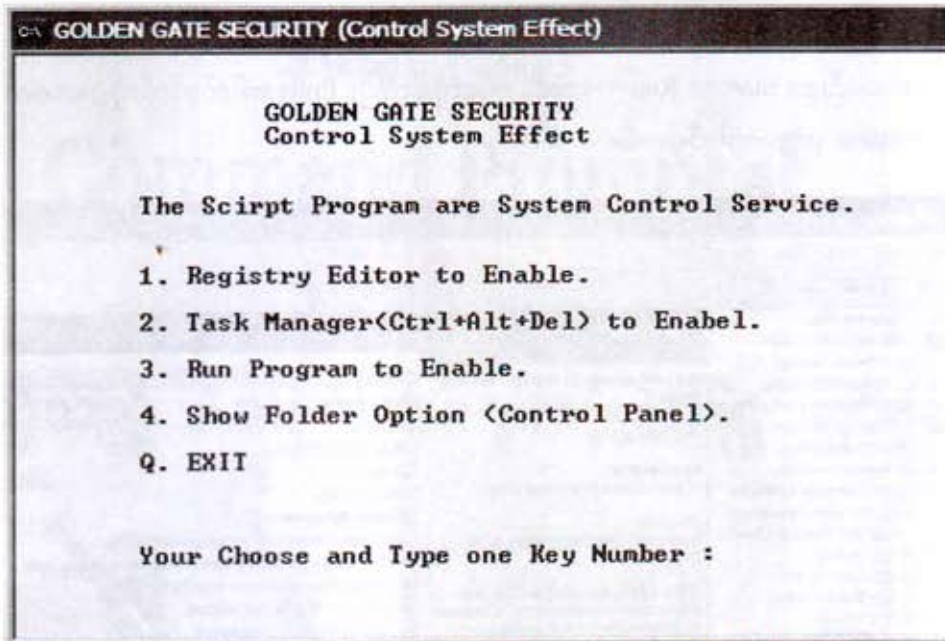 GOLDEN GATE SECURITY (Control System Effect)
GOLDEN GATE SECURITY
Control System Effect
The Scirpt Program are System Control Service.
1. Registry Editor to Enable.
2. Task Manager<Ctrl+Alt+Del> to Enabel.
3. Run Program to Enable.
4. Show Folder Option <Control Panel>.
Q. EXIT
Your Choose and Type one Key Number :